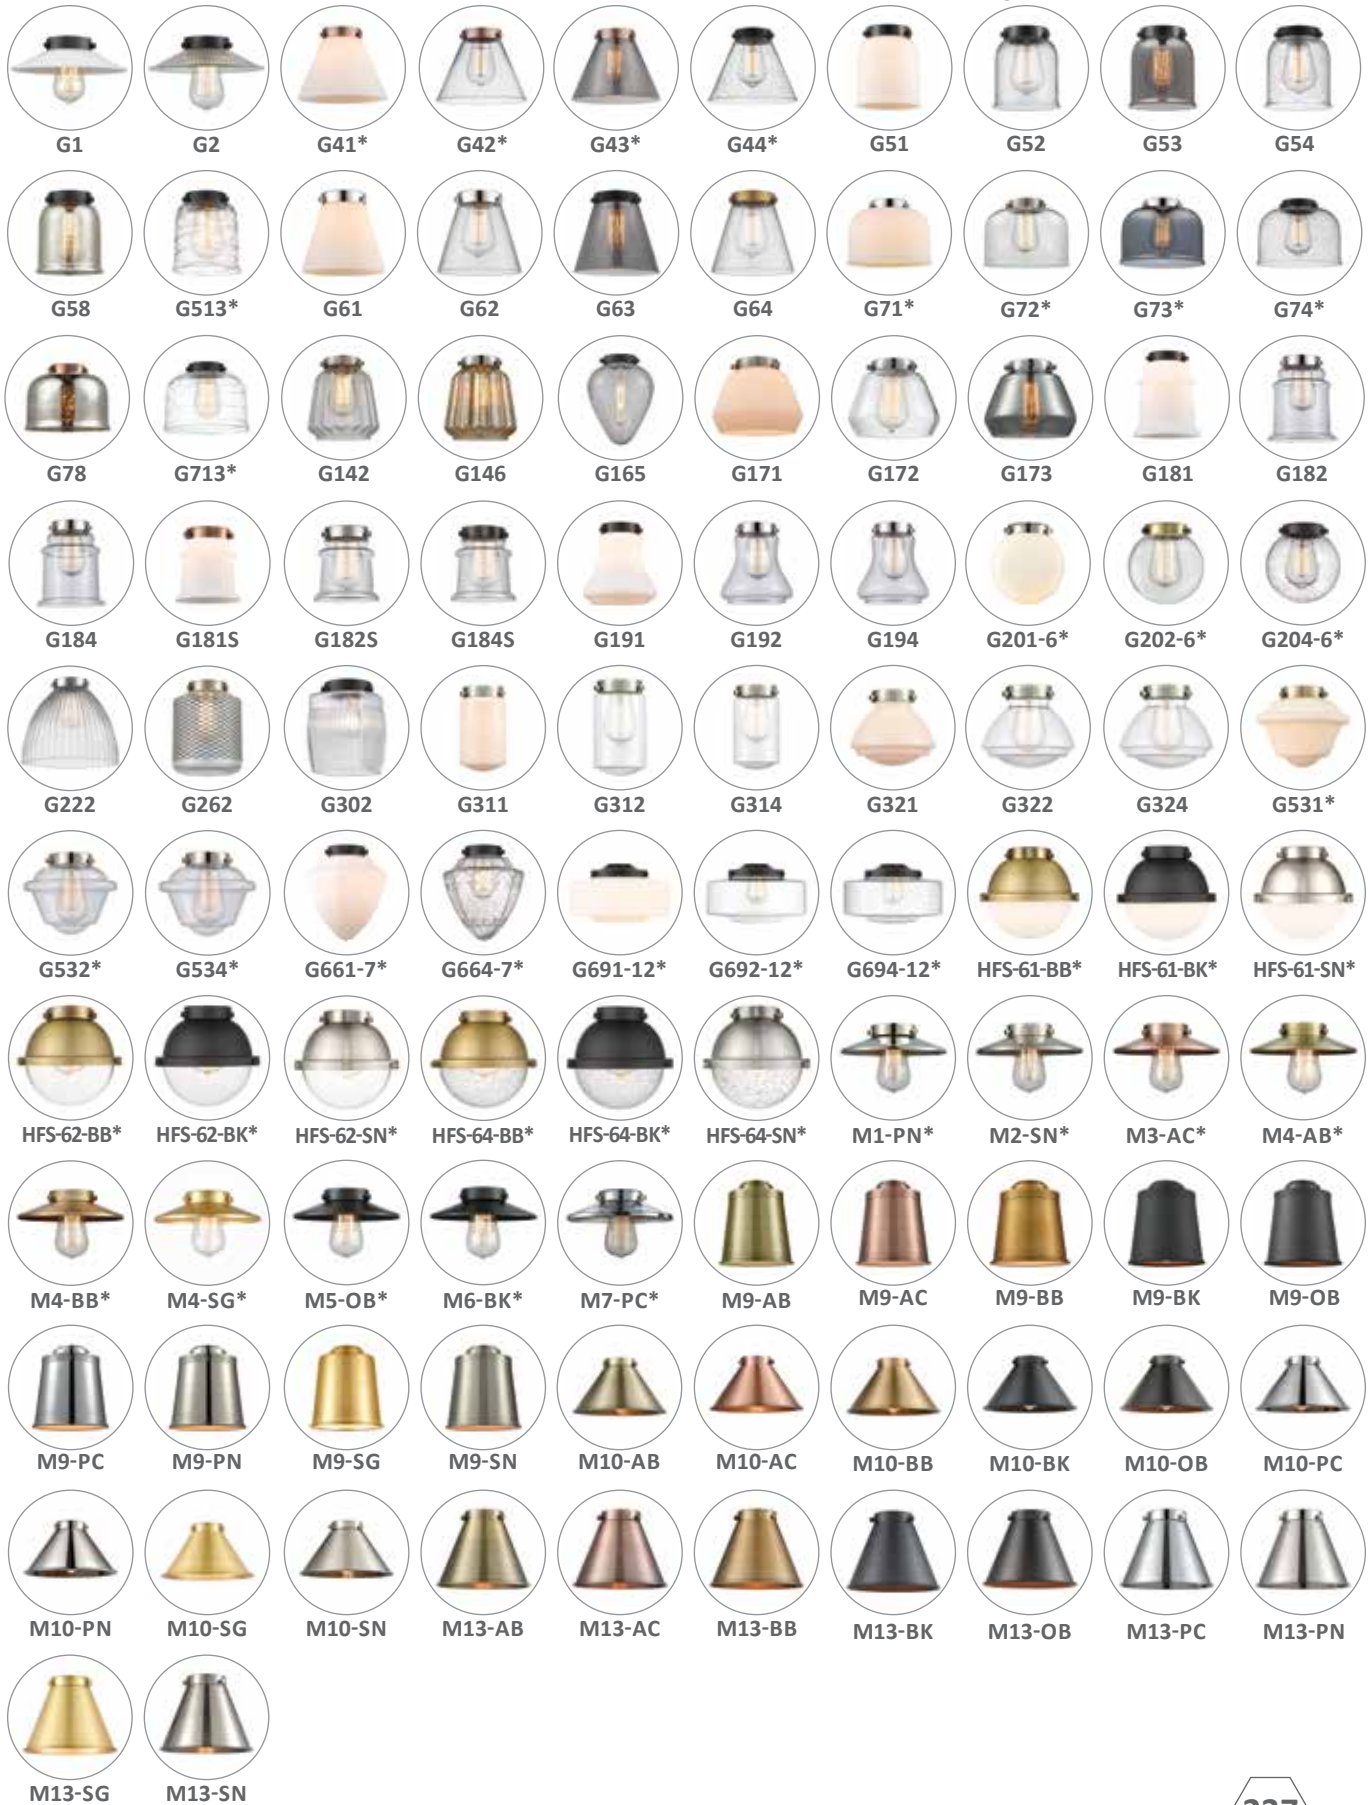 G1 G2 G41* G42* G43* G44* G51 G52 G53 G54
G58 G513* G61 G62 G63 G64 G71* G72* G73* G74*
G78 G713* G142 G146 G165 G171 G172 G173 G181 G182
G184 G181S G182S G184S G191 G192 G194 G201-6* G202-6* G204-6*
G222 G262 G302 G311 G312 G314 G321 G322 G324 G531*
G532* G534* G661-7* G664-7* G691-12* G692-12* G694-12* HFS-61-BB* HFS-61-BK* HFS-61-SN*
HFS-62-BB* HFS-62-BK* HFS-62-SN* HFS-64-BB* HFS-64-BK* HFS-64-SN* M1-PN* M2-SN* M3-AC* M4-AB*
M4-BB* M4-SG* M5-OB* M6-BK* M7-PC* M9-AB M9-AC M9-BB M9-BK M9-OB
M9-PC M9-PN M9-SG M9-SN M10-AB M10-AC M10-BB M10-BK M10-OB M10-PC
M10-PN M10-SG M10-SN M13-AB M13-AC M13-BB M13-BK M13-OB M13-PC M13-PN
M13-SG M13-SN